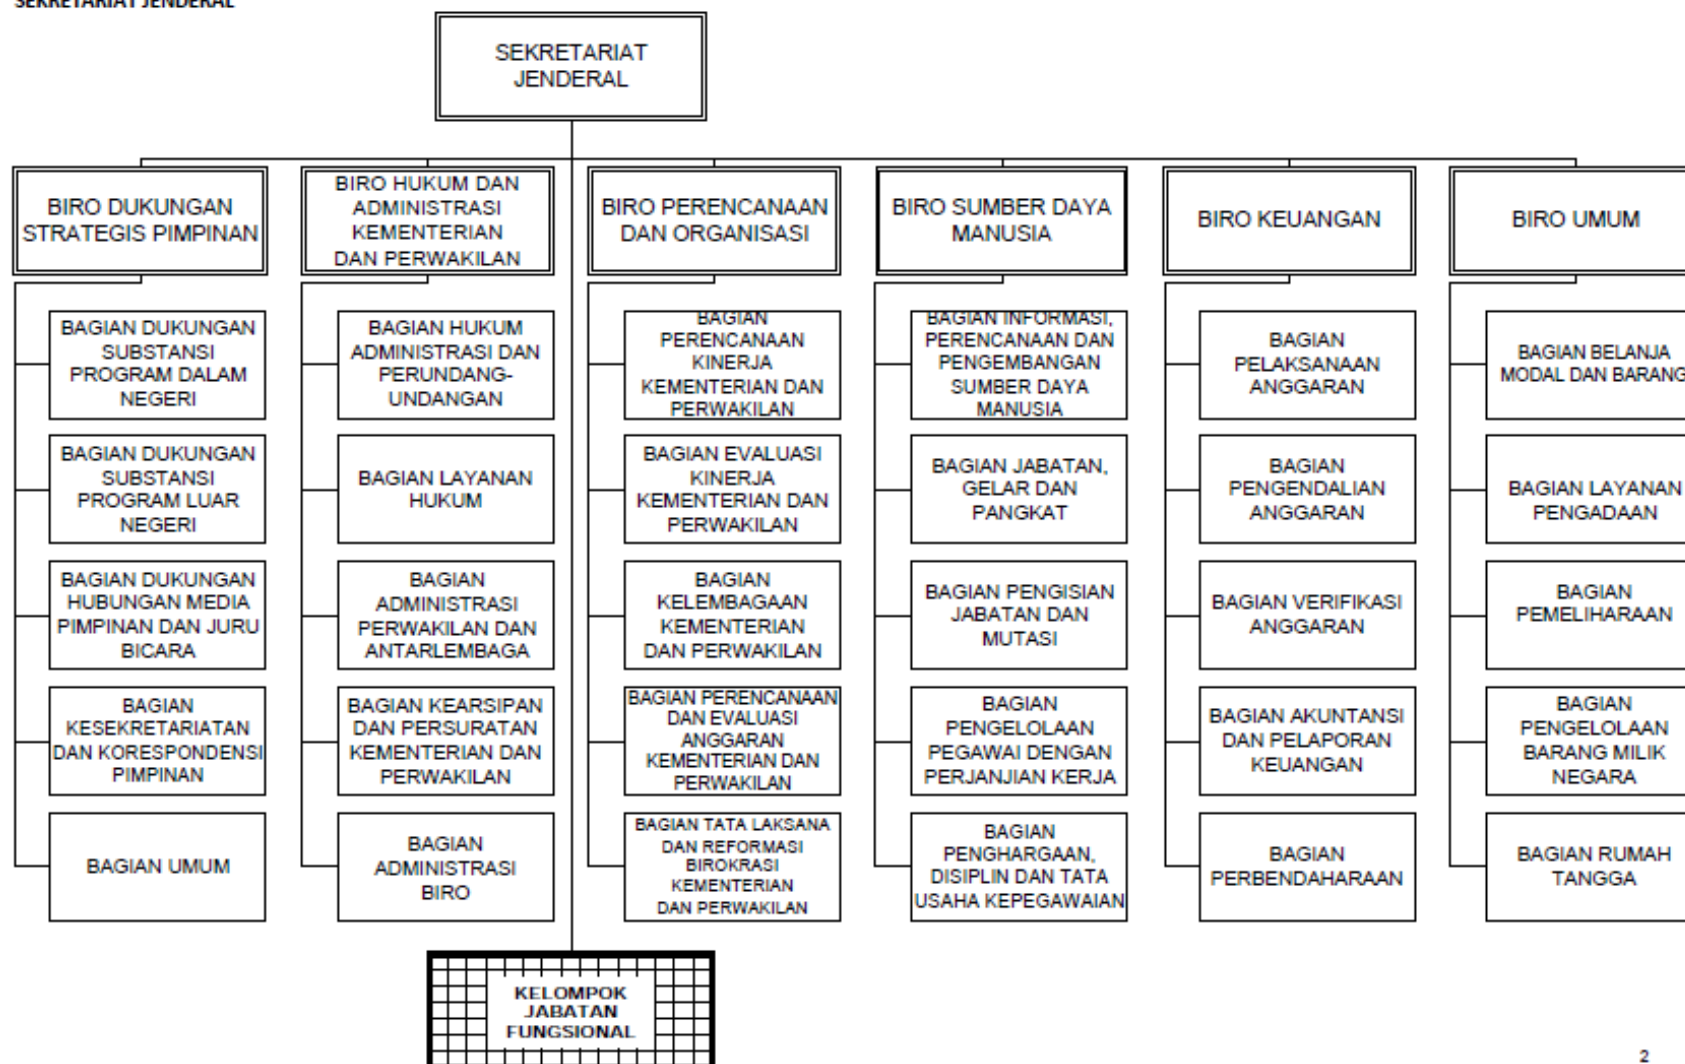 SEKRETARIAT JENDERAL
SEKRETARIAT
JENDERAL
BIRO DUKUNGAN
STRATEGIS PIMPINAN
BIRO HUKUM DAN
ADMINISTRASI
KEMENTERIAN
DAN PERWAKILAN
BIRO PERENCANAAN
DAN ORGANISASI
BIRO SUMBER DAYA
MANUSIA
BIRO KEUANGAN
BIRO UMUM
BAGIAN DUKUNGAN
SUBSTANSI
PROGRAM DALAM
NEGERI
BAGIAN HUKUM
ADMINISTRASI DAN
PERUNDANG-
UNDANGAN
BAGIAN
PERENCANAAN
KINERJA
KEMENTERIAN DAN
PERWAKILAN
BAGIAN INFORMASI,
PERENCANAAN DAN
PENGEMBANGAN
SUMBER DAYA
MANUSIA
BAGIAN
PELAKSANAAN
ANGGARAN
BAGIAN BELANJA
MODAL DAN BARANG
BAGIAN DUKUNGAN
SUBSTANSI
PROGRAM LUAR
NEGERI
BAGIAN LAYANAN
HUKUM
BAGIAN EVALUASI
KINERJA
KEMENTERIAN DAN
PERWAKILAN
BAGIAN JABATAN,
GELAR DAN
PANGKAT
BAGIAN
PENGENDALIAN
ANGGARAN
BAGIAN LAYANAN
PENGADAAN
BAGIAN DUKUNGAN
HUBUNGAN MEDIA
PIMPINAN DAN JURU
BICARA
BAGIAN
ADMINISTRASI
PERWAKILAN DAN
ANTARLEMBAGA
BAGIAN
KELEMBAGAAN
KEMENTERIAN
DAN PERWAKILAN
BAGIAN PENGISIAN
JABATAN DAN
MUTASI
BAGIAN VERIFIKASI
ANGGARAN
BAGIAN
PEMELIHARAAN
BAGIAN
KESEKRETARIATAN
DAN KORESPONDENSI
PIMPINAN
BAGIAN KEARSIPAN
DAN PERSURATAN
KEMENTERIAN DAN
PERWAKILAN
BAGIAN PERENCANAAN
DAN EVALUASI
ANGGARAN
KEMENTERIAN DAN
PERWAKILAN
BAGIAN
PENGELOLAAN
PEGAWAI DENGAN
PERJANJIAN KERJA
BAGIAN AKUNTANSI
DAN PELAPORAN
KEUANGAN
BAGIAN
PENGELOLAAN
BARANG MILIK
NEGARA
BAGIAN UMUM
BAGIAN
ADMINISTRASI
BIRO
BAGIAN TATA LAKSANA
DAN REFORMASI
BIROKRASI
KEMENTERIAN
DAN PERWAKILAN
BAGIAN
PENGHARGAAN,
DISIPLIN DAN TATA
USAHA KEPEGAWAIAN
BAGIAN
PERBENDAHARAAN
BAGIAN RUMAH
TANGGA
KELOMPOK
JABATAN
FUNGSIONAL
2